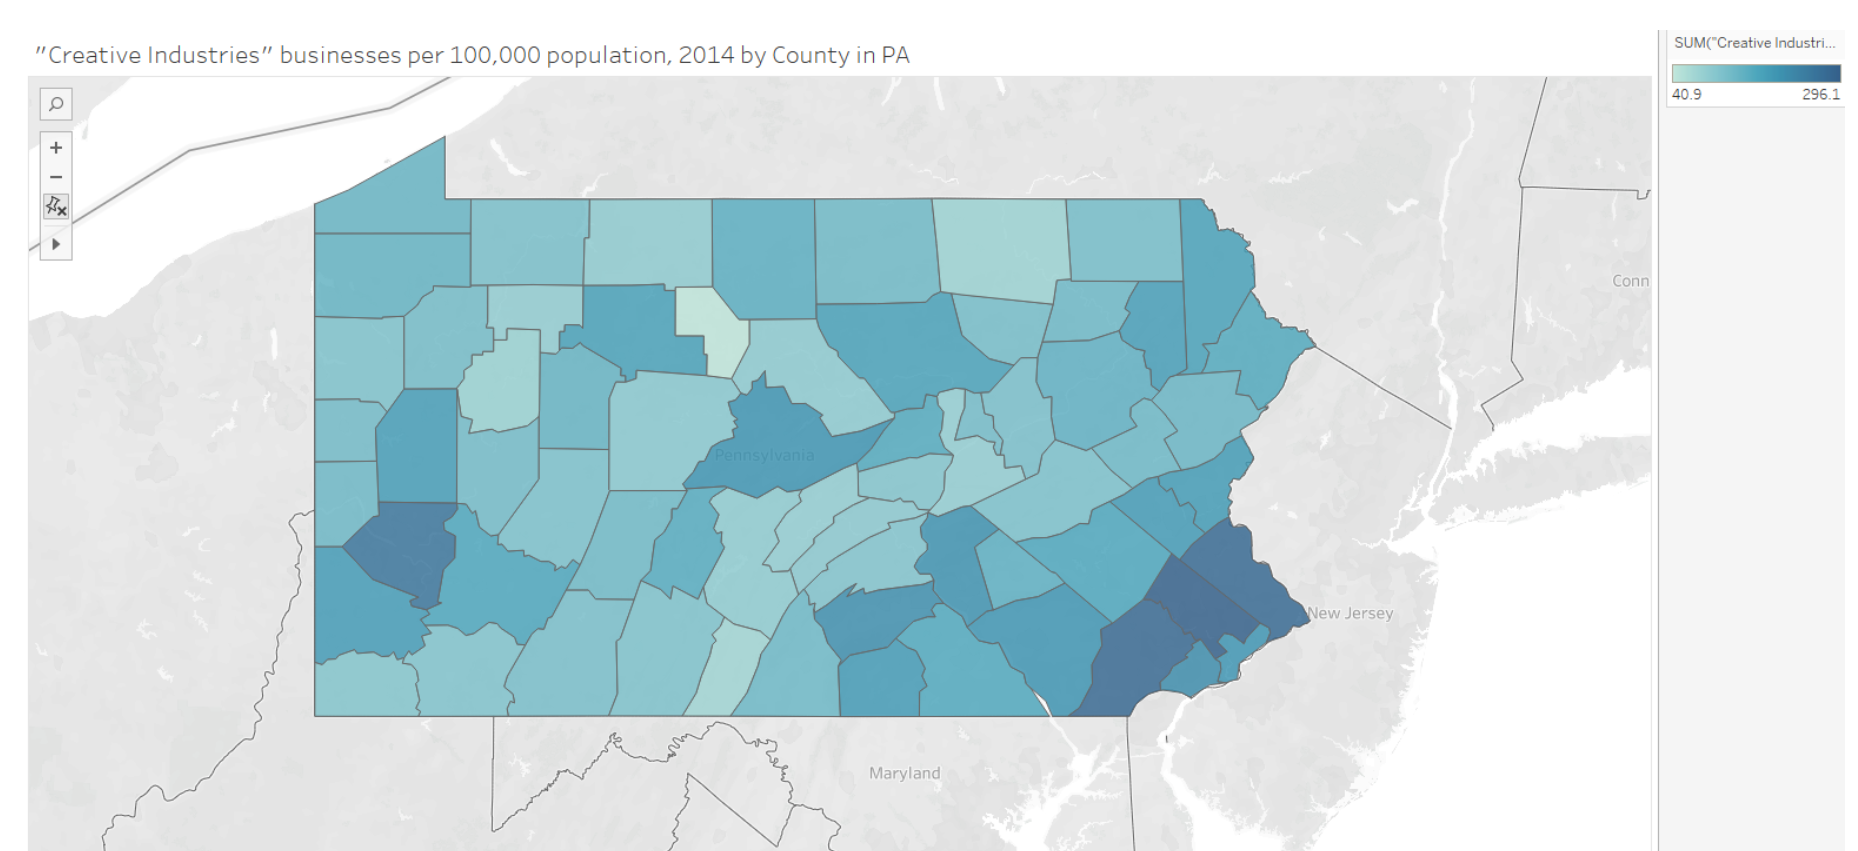 "Creative Industries" businesses per 100,000 population, 2014 by County in PA
SUM("Creative Industri...
40.9 296.1
Conn
Pennsylvania
New Jersey
Maryland